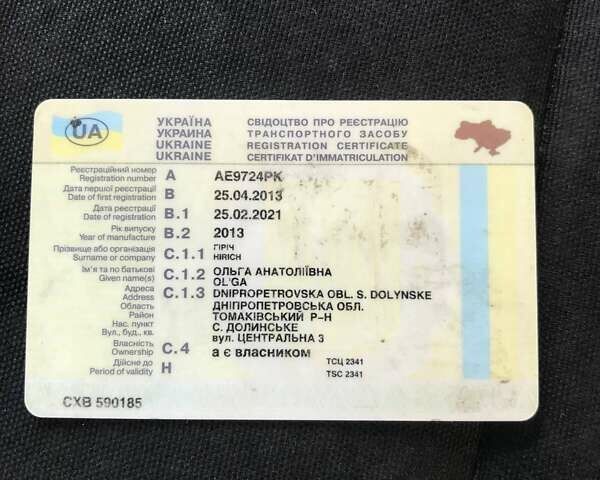 UA
УКРАЇНА СВІДОЦТВО ПРО РЕЄСТРАЦІЮ
УКРАИНА ТРАНСПОРТНОГО ЗАСОБУ
UKRAINE REGISTRATION CERTIFICATE
UKRAINE CERTIFIKAT D'IMMATRICULATION
Реєстраційний номер
Registration number A AE9724PK
Дата першої реєстрації
Date of first registration B 25.04.2013
Дата реєстрації
Date of registration B.1 25.02.2021
Рік випуску
Year of manufacture B.2 2013
Прізвище або організація ГІРІЧ
Surname or company C.1.1 HIRICH
Ім'я та по батькові ОЛЬГА АНАТОЛІЇВНА
Given name(s) C.1.2 OL'GA
Адреса
Address C.1.3 DNIPROPETROVSKA OBL. S. DOLYNSKE
Область ДНІПРОПЕТРОВСЬКА ОБЛ.
Район ТОМАКІВСЬКИЙ Р-Н
Нас. пункт С. ДОЛИНСЬКЕ
Вул., буд., кв. вул. ЦЕНТРАЛЬНА 3
Власність
Ownership C.4 а є ВЛАСНИКОМ
Дійсне до ТСЦ 2341
Period of validity H TSC 2341
СХВ 590185